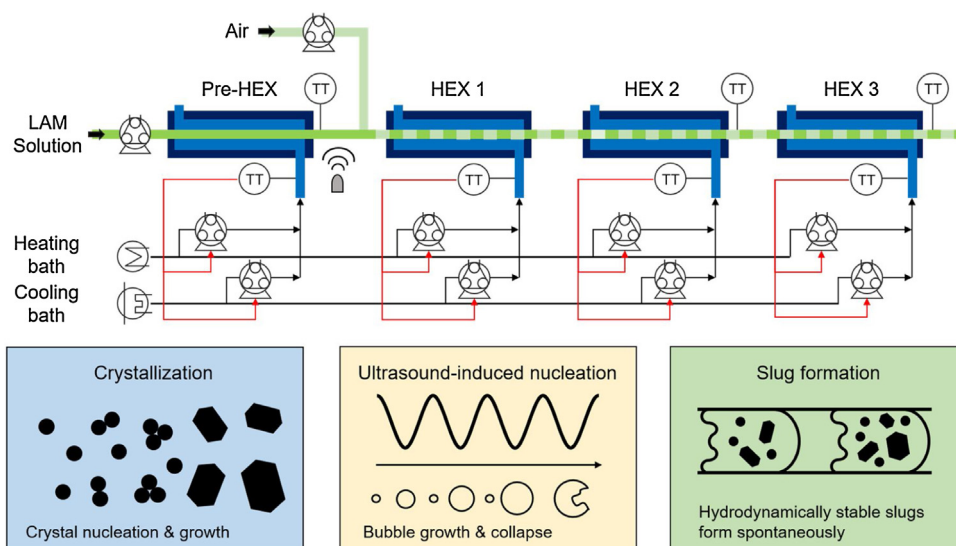 Air
Pre-HEX
TT
HEX 1
HEX 2
TT
HEX 3
TT
LAM
Solution
TT
TT
TT
TT
Heating
bath
Cooling
bath
Crystallization
Crystal nucleation & growth
Ultrasound-induced nucleation
Bubble growth & collapse
Slug formation
Hydrodynamically stable slugs
form spontaneously